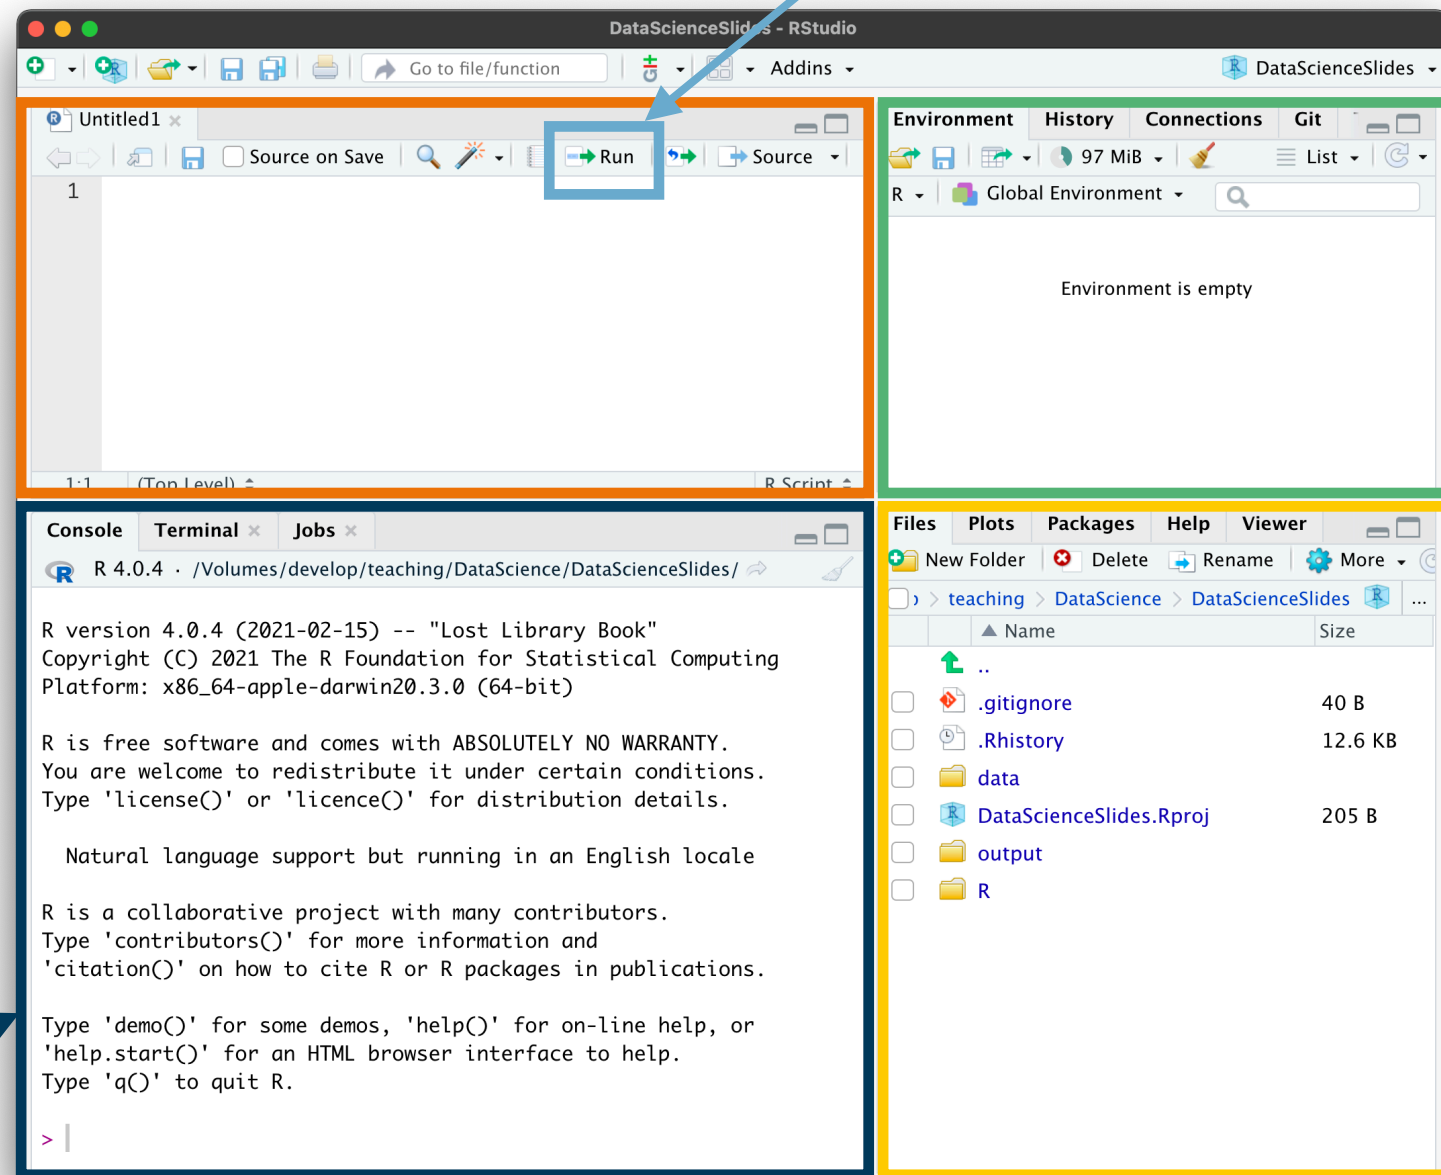 DataScienceSlides - RStudio
Go to file/function
Git
Addins
DataScienceSlides
Untitled1
Source on Save
Run
Source
1
1:1 (Top Level) R Script
Environment History Connections Git
97 MiB List
R Global Environment
Environment is empty
Console Terminal Jobs
R 4.0.4 · /Volumes/develop/teaching/DataScience/DataScienceSlides/
R version 4.0.4 (2021-02-15) -- "Lost Library Book"
Copyright (C) 2021 The R Foundation for Statistical Computing
Platform: x86_64-apple-darwin20.3.0 (64-bit)
R is free software and comes with ABSOLUTELY NO WARRANTY.
You are welcome to redistribute it under certain conditions.
Type 'license()' or 'licence()' for distribution details.
Natural language support but running in an English locale
R is a collaborative project with many contributors.
Type 'contributors()' for more information and
'citation()' on how to cite R or R packages in publications.
Type 'demo()' for some demos, 'help()' for on-line help, or
'help.start()' for an HTML browser interface to help.
Type 'q()' to quit R.
>
Files Plots Packages Help Viewer
New Folder Delete Rename More
> teaching > DataScience > DataScienceSlides ...
Name Size
..
.gitignore 40 B
.Rhistory 12.6 KB
data
DataScienceSlides.Rproj 205 B
output
R